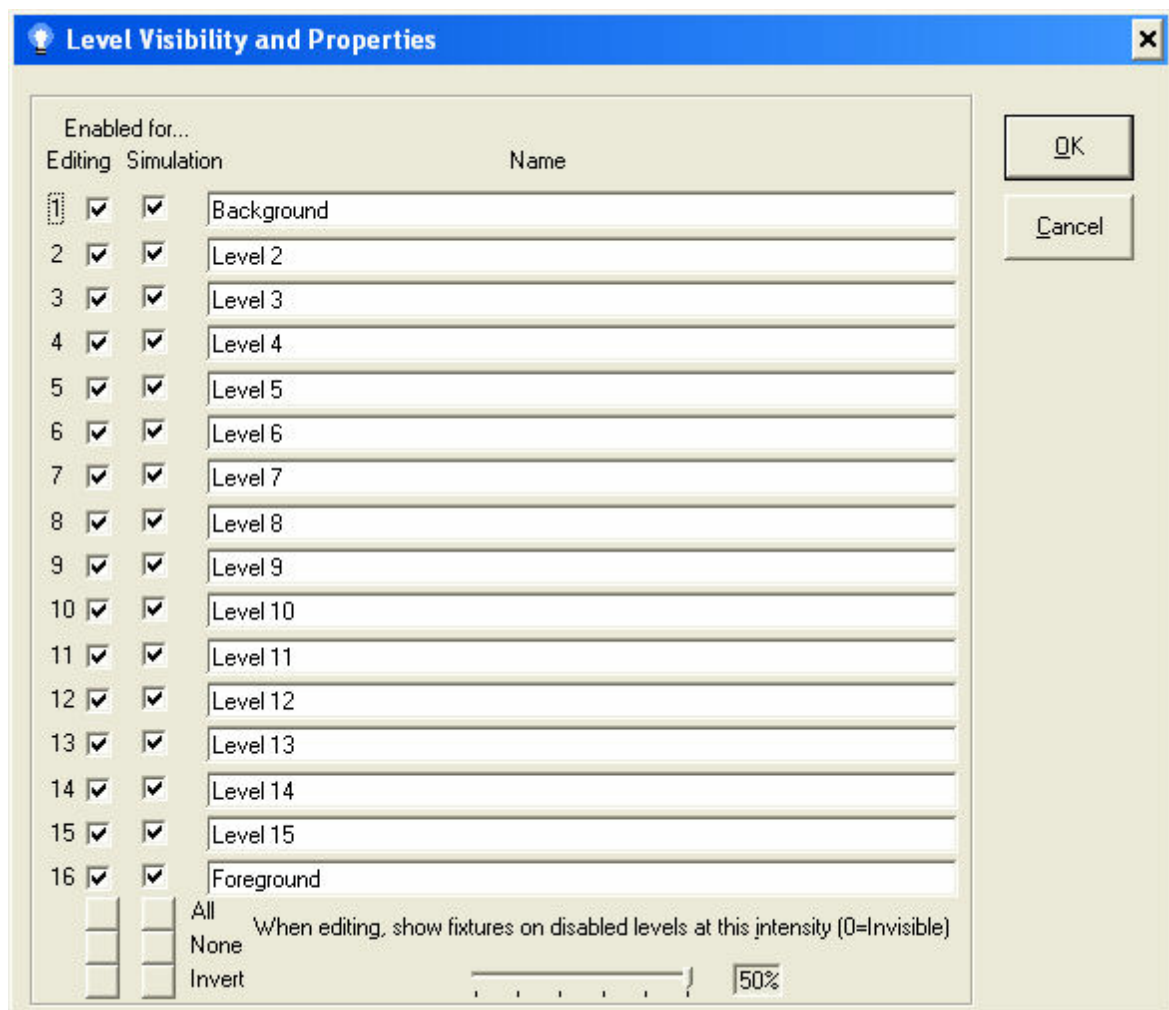 Level Visibility and Properties
Enabled for...
Editing Simulation Name
1 Background
2 Level 2
3 Level 3
4 Level 4
5 Level 5
6 Level 6
7 Level 7
8 Level 8
9 Level 9
10 Level 10
11 Level 11
12 Level 12
13 Level 13
14 Level 14
15 Level 15
16 Foreground
All
None
Invert
When editing, show fixtures on disabled levels at this intensity (0=Invisible)
50%
OK
Cancel